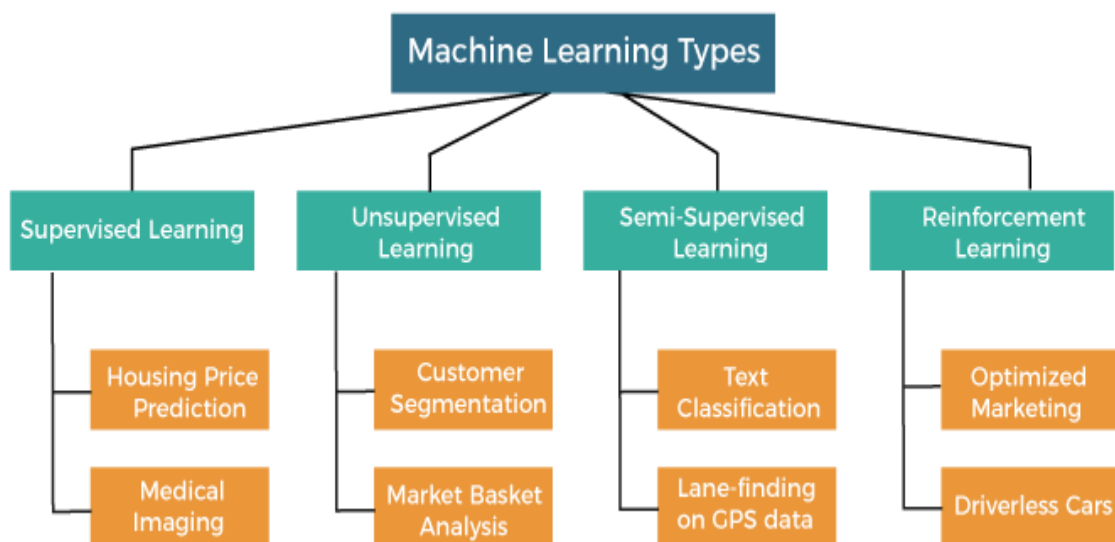 Machine Learning Types
Supervised Learning
Unsupervised
Learning
Semi-Supervised
Learning
Reinforcement
Learning
Housing Price
Prediction
Customer
Segmentation
Text
Classification
Optimized
Marketing
Medical
Imaging
Market Basket
Analysis
Lane-finding
on GPS data
Driverless Cars